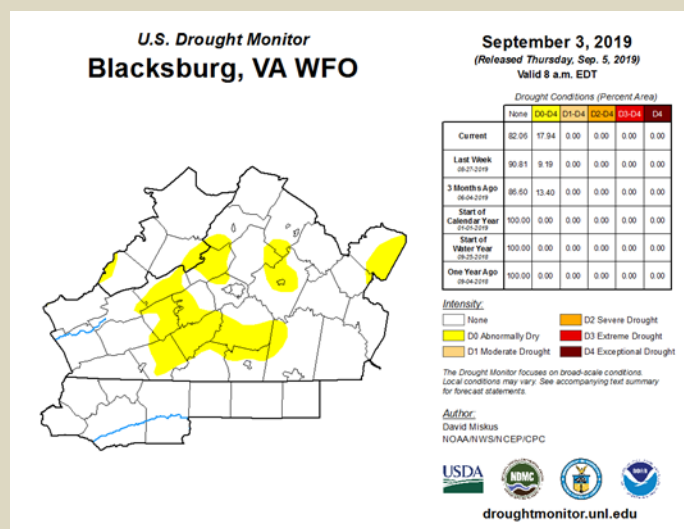 U.S. Drought Monitor
Blacksburg, VA WFO
September 3, 2019
(Released Thursday, Sep. 5, 2019)
Valid 8 a.m. EDT
Drought Conditions (Percent Area)
None D0-D4 D1-D4 D2-D4 D3-D4 D4
Current 82.06 17.94 0.00 0.00 0.00 0.00
Last Week 08-27-2019 90.81 9.19 0.00 0.00 0.00 0.00
3 Months Ago 06-04-2019 86.60 13.40 0.00 0.00 0.00 0.00
Start of Calendar Year 01-01-2019 100.00 0.00 0.00 0.00 0.00 0.00
Start of Water Year 09-25-2018 100.00 0.00 0.00 0.00 0.00 0.00
One Year Ago 09-04-2018 100.00 0.00 0.00 0.00 0.00 0.00
Intensity:
None
D0 Abnormally Dry
D1 Moderate Drought
D2 Severe Drought
D3 Extreme Drought
D4 Exceptional Drought
The Drought Monitor focuses on broad-scale conditions.
Local conditions may vary. See accompanying text summary
for forecast statements.
Author:
David Miskus
NOAA/NWS/NCEP/CPC
USDA
NDMC
droughtmonitor.unl.edu